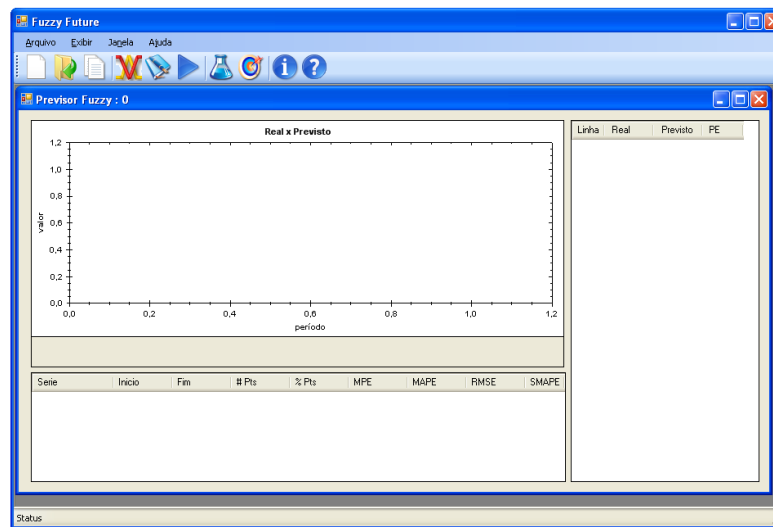 Fuzzy Future
Arquivo Exibir Janela Ajuda
Previsor Fuzzy : 0
Real x Previsto
1,2
1,0
0,8
0,6
0,4
0,2
0,0
valor
0,0 0,2 0,4 0,6 0,8 1,0 1,2
período
Linha Real Previsto PE
Serie Inicio Fim # Pts % Pts MPE MAPE RMSE SMAPE
Status